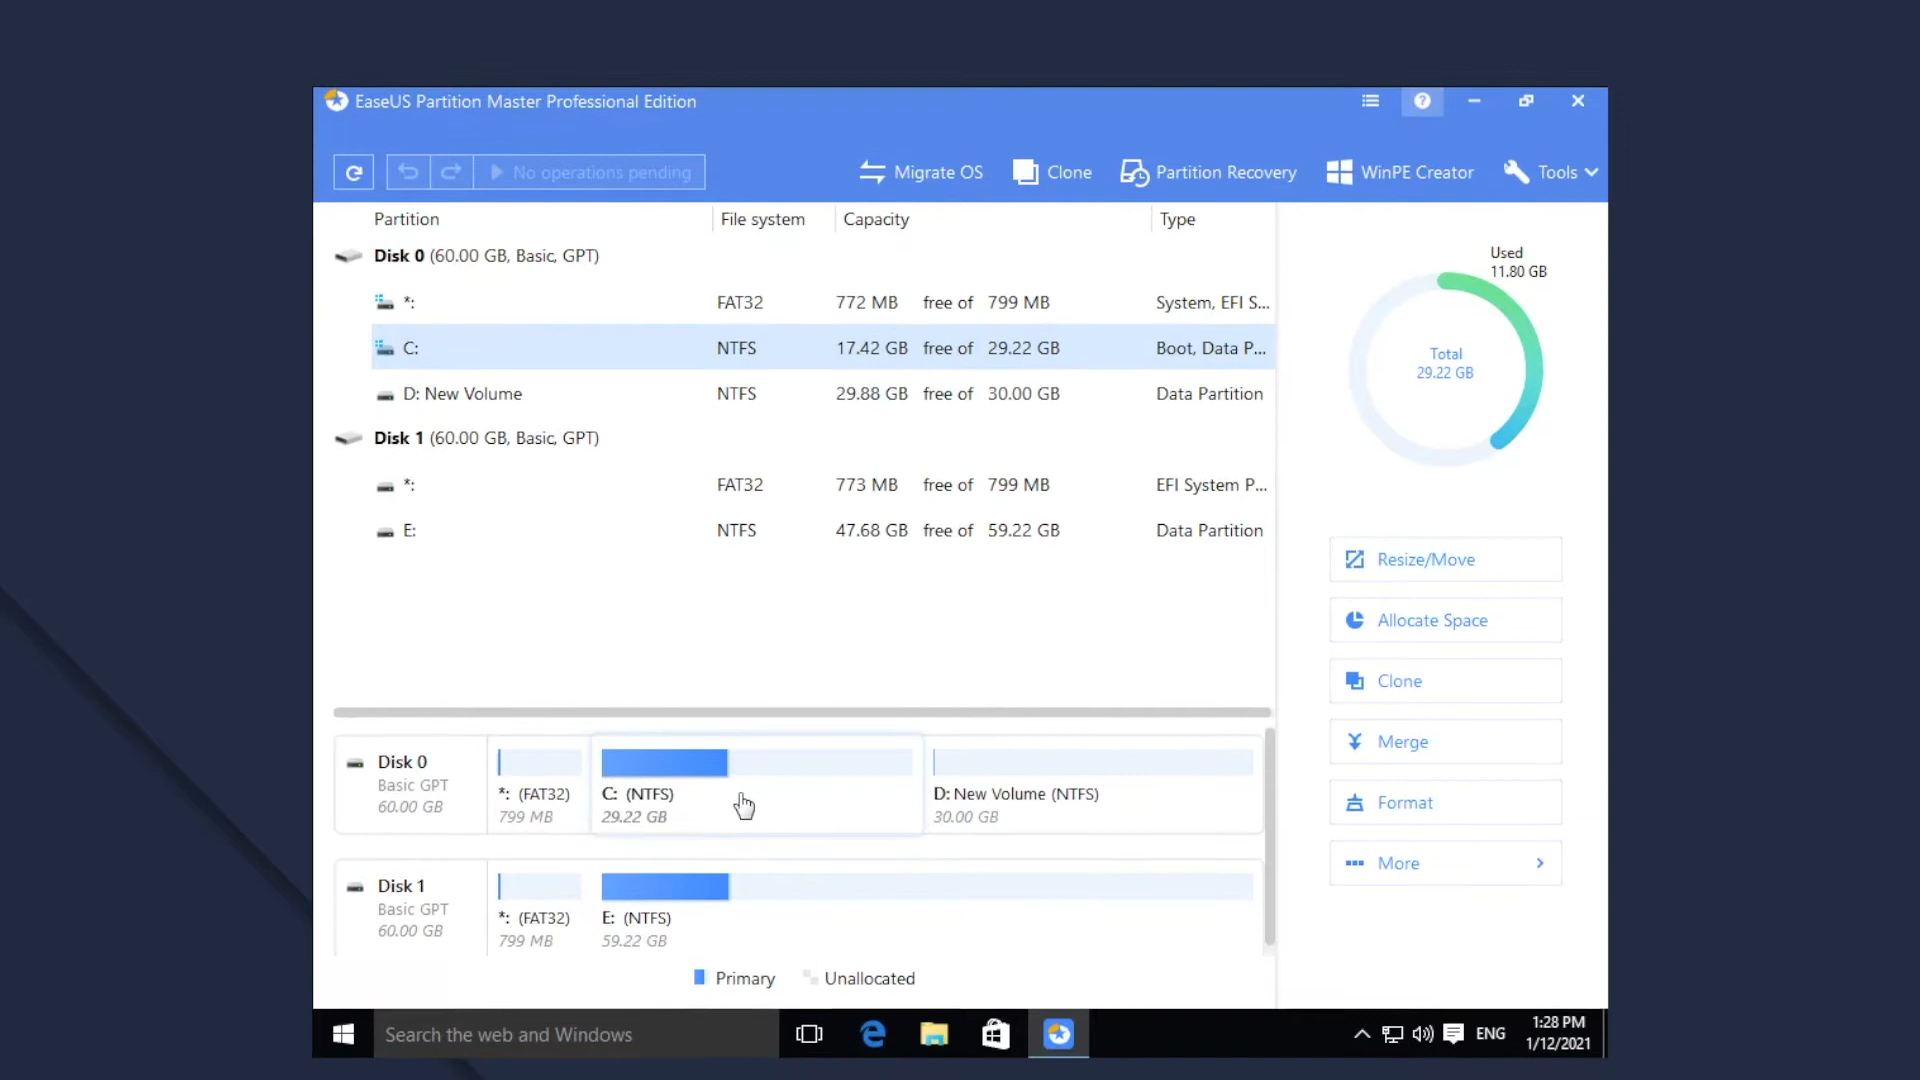 EaseUS Partition Master Professional Edition
No operations pending
Migrate OS
Clone
Partition Recovery
WinPE Creator
Tools
Partition File system Capacity Type
Disk 0 (60.00 GB, Basic, GPT)
*: FAT32 772 MB free of 799 MB System, EFI S...
C: NTFS 17.42 GB free of 29.22 GB Boot, Data P...
D: New Volume NTFS 29.88 GB free of 30.00 GB Data Partition
Disk 1 (60.00 GB, Basic, GPT)
*: FAT32 773 MB free of 799 MB EFI System P...
E: NTFS 47.68 GB free of 59.22 GB Data Partition
Used
11.80 GB
Total
29.22 GB
Resize/Move
Allocate Space
Clone
Merge
Format
More
Disk 0
Basic GPT
60.00 GB
*: (FAT32)
799 MB
C: (NTFS)
29.22 GB
D: New Volume (NTFS)
30.00 GB
Disk 1
Basic GPT
60.00 GB
*: (FAT32)
799 MB
E: (NTFS)
59.22 GB
Primary
Unallocated
Search the web and Windows
ENG
1:28 PM
1/12/2021